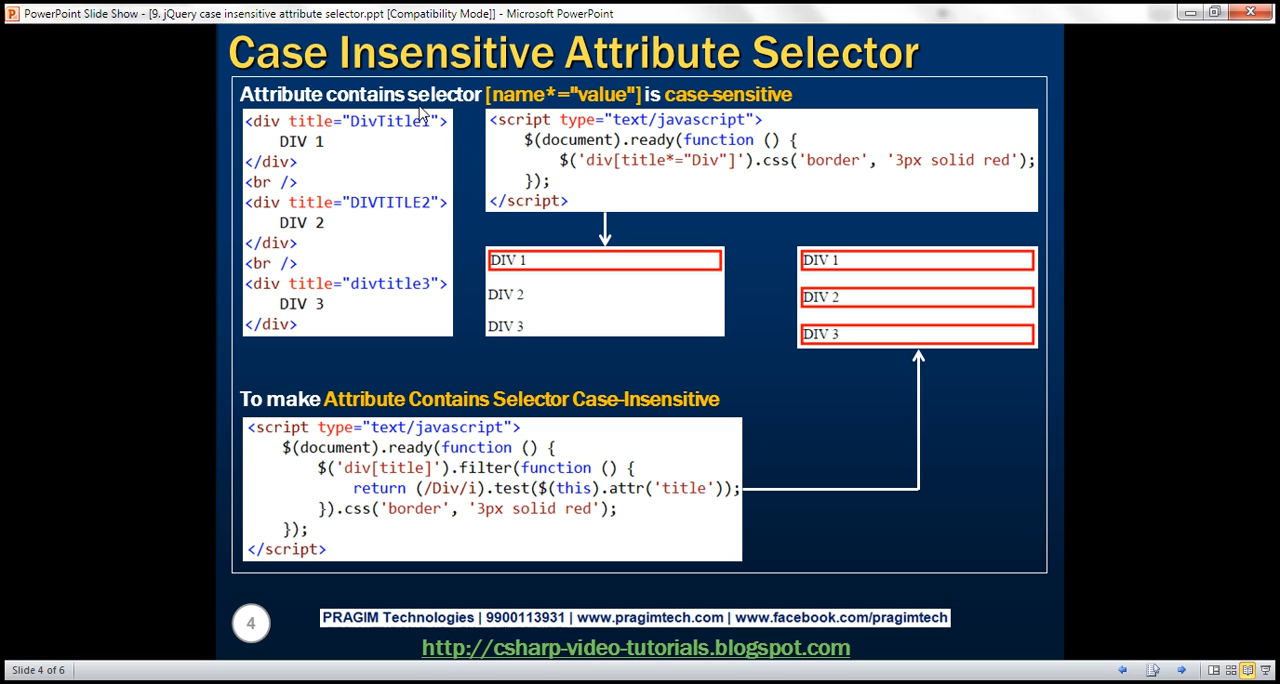 PowerPoint Slide Show - [9. jQuery case insensitive attribute selector.ppt [Compatibility Mode]] - Microsoft PowerPoint
Case Insensitive Attribute Selector
Attribute contains selector [name*="value"] is case-sensitive
<div title="DivTitle1">
DIV 1
</div>
<br />
<div title="DIVTITLE2">
DIV 2
</div>
<br />
<div title="divtitle3">
DIV 3
</div>
<script type="text/javascript">
$(document).ready(function () {
$('div[title*="Div"]').css('border', '3px solid red');
});
</script>
DIV 1
DIV 2
DIV 3
DIV 1
DIV 2
DIV 3
To make Attribute Contains Selector Case-Insensitive
<script type="text/javascript">
$(document).ready(function () {
$('div[title]').filter(function () {
return (/Div/i).test($(this).attr('title'));
}).css('border', '3px solid red');
});
</script>
4
PRAGIM Technologies | 9900113931 | www.pragimtech.com | www.facebook.com/pragimtech
http://csharp-video-tutorials.blogspot.com
Slide 4 of 6